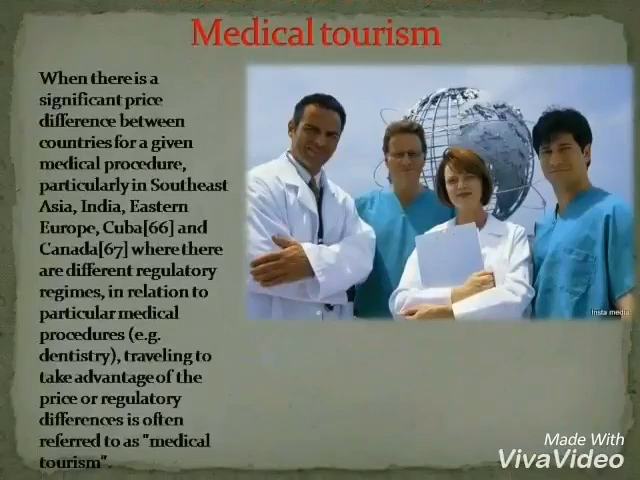 Medical tourism
When there is a
significant price
difference between
countries for a given
medical procedure,
particularly in Southeast
Asia, India, Eastern
Europe, Cuba[66] and
Canada[67] where there
are different regulatory
regimes, in relation to
particular medical
procedures (e.g.
dentistry), traveling to
take advantage of the
price or regulatory
differences is often
referred to as "medical
tourism".
Insta media
Made With
VivaVideo